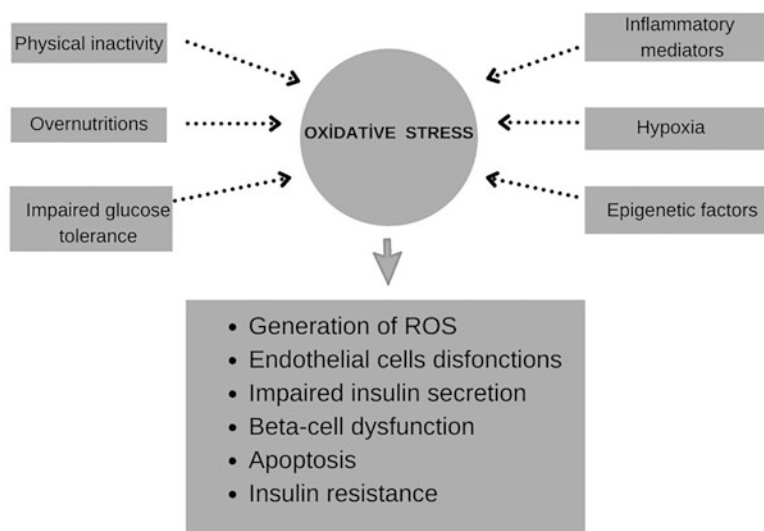 Physical inactivity
Overnutritions
Impaired glucose
tolerance
OXİDATİVE STRESS
Inflammatory
mediators
Hypoxia
Epigenetic factors
• Generation of ROS
• Endothelial cells disfonctions
• Impaired insulin secretion
• Beta-cell dysfunction
• Apoptosis
• Insulin resistance